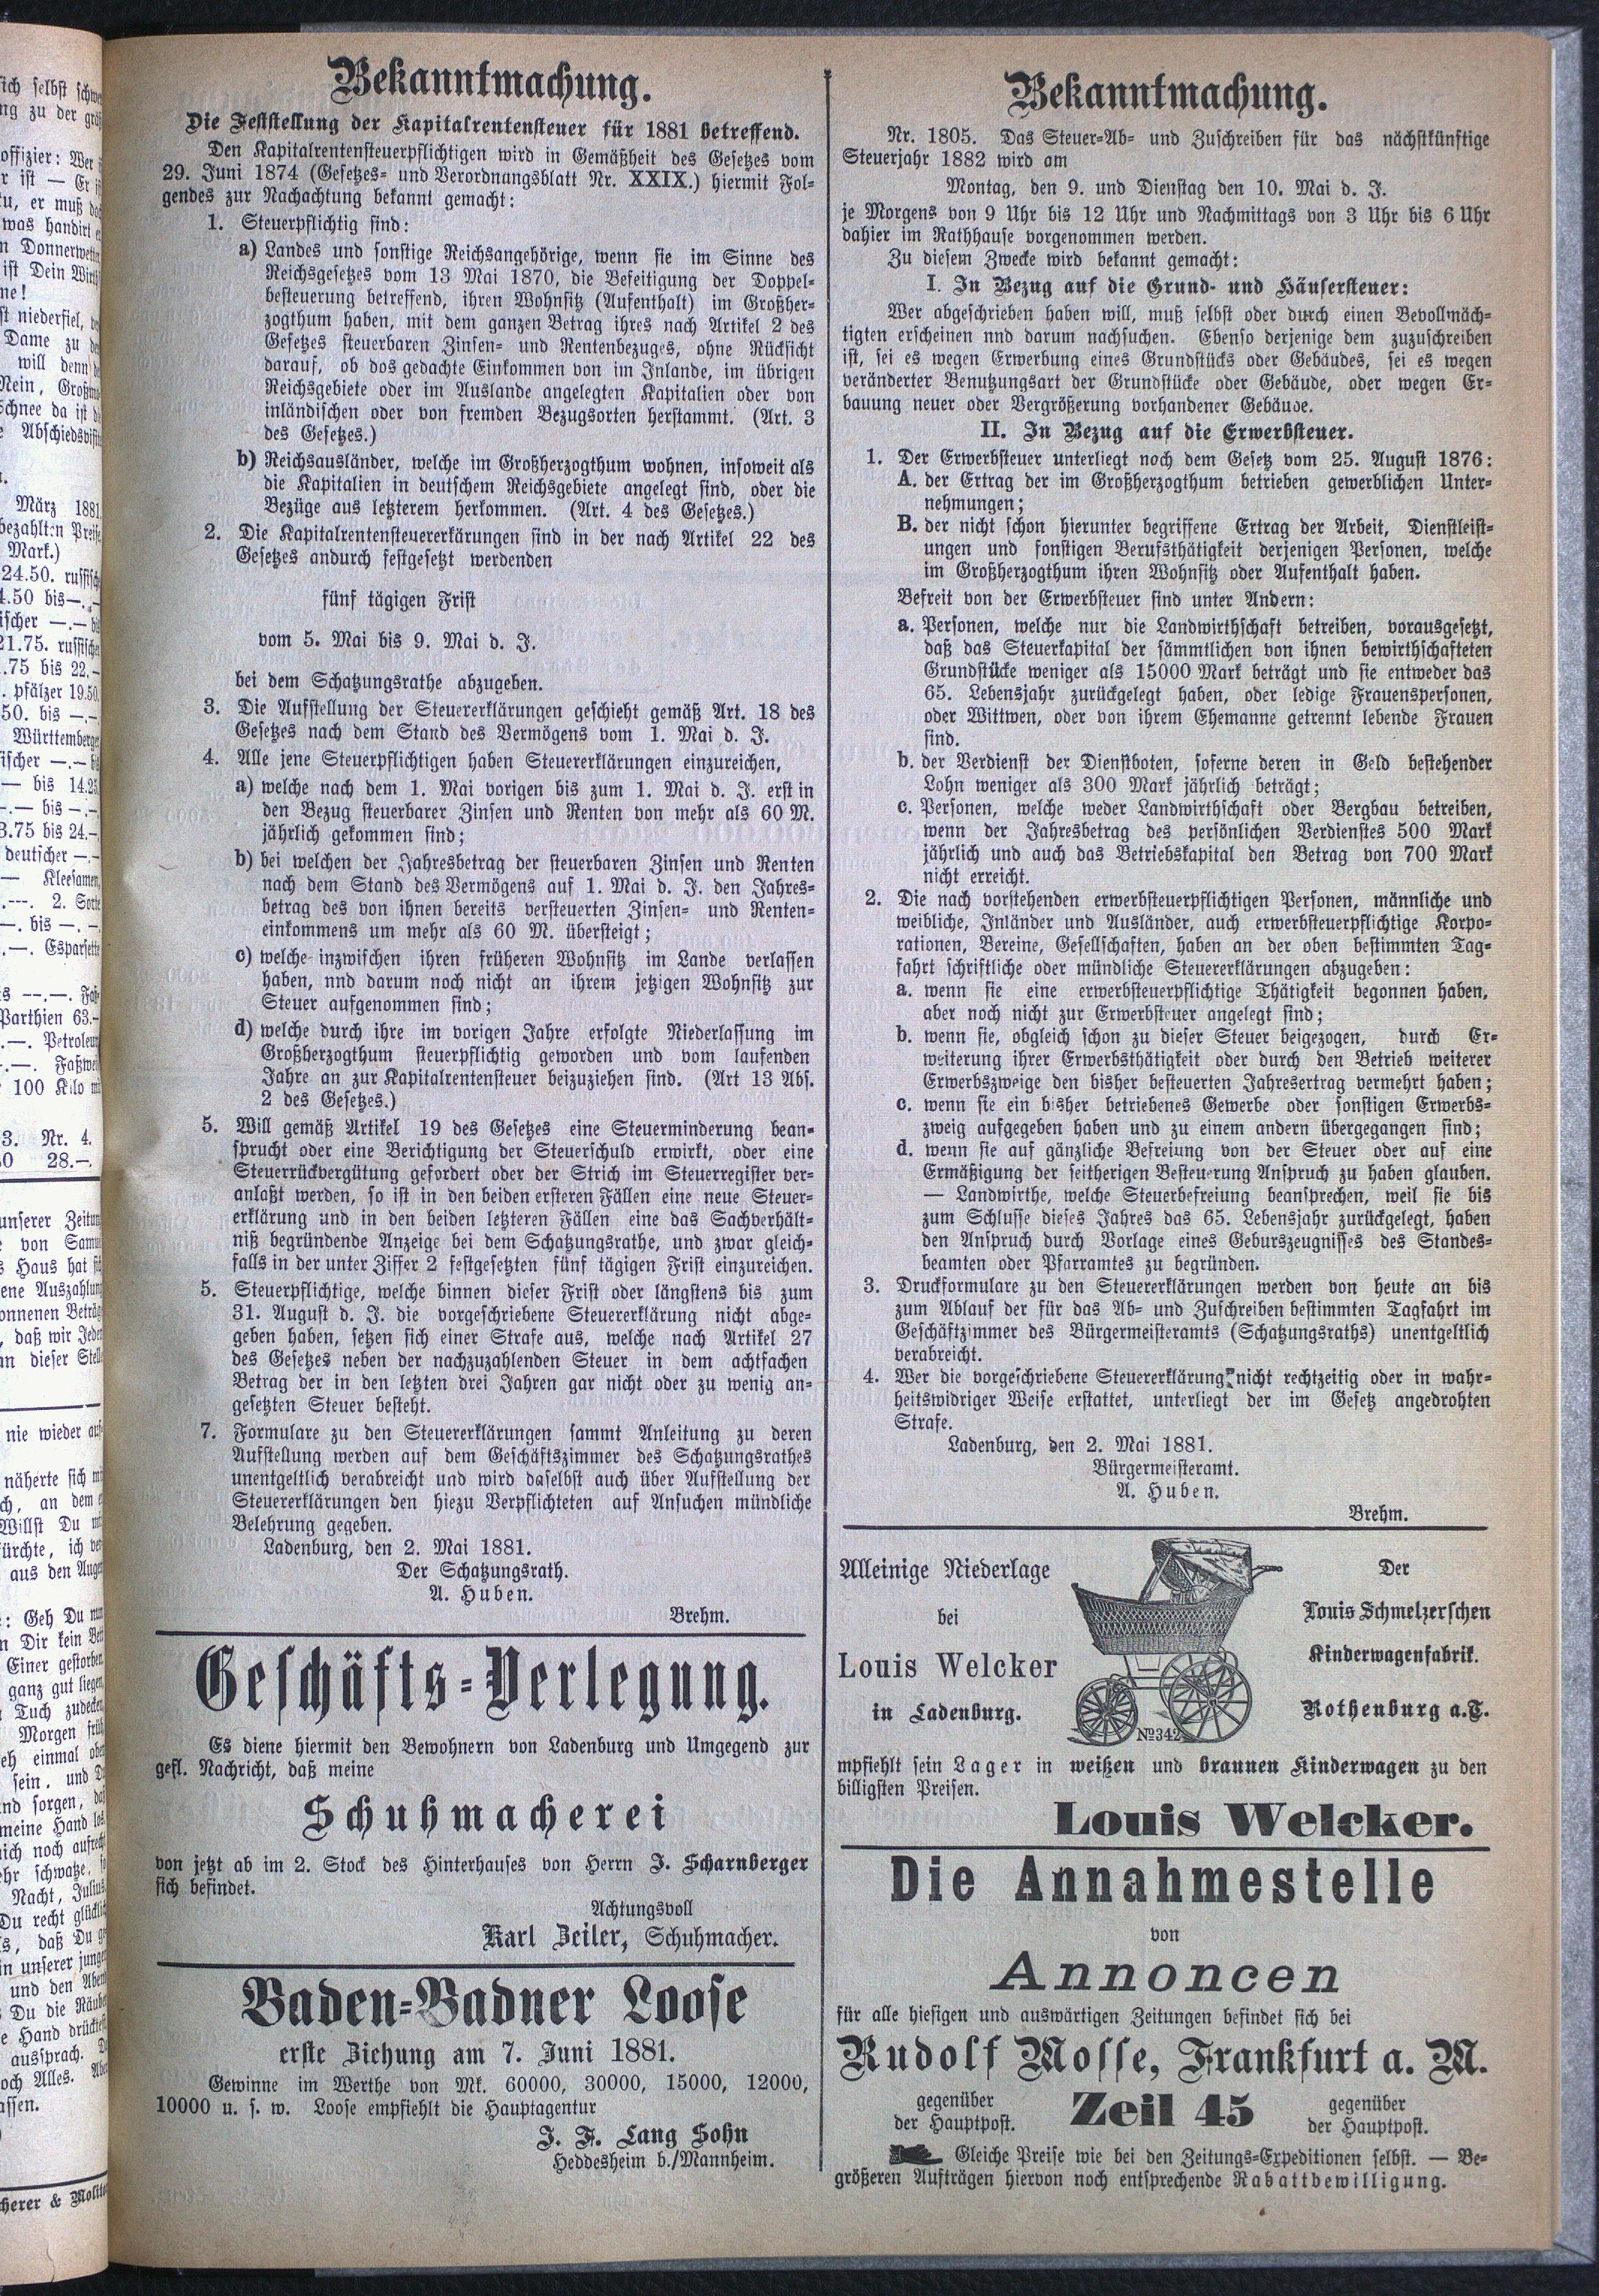 Bekanntmachung.
Die Feststellung der Kapitalrentensteuer für 1881 betreffend.
Den Kapitalrentensteuerpflichtigen wird in Gemäßheit des Gesetzes vom
29. Juni 1874 (Gesetzes- und Verordnungsblatt Nr. XXIX.) hiermit Fol-
gendes zur Nachachtung bekannt gemacht:
1. Steuerpflichtig sind:
a) Landes und sonstige Reichsangehörige, wenn sie im Sinne des
Reichsgesetzes vom 13 Mai 1870, die Beseitigung der Doppel-
besteuerung betreffend, ihren Wohnsitz (Aufenthalt) im Großher-
zogthum haben, mit dem ganzen Betrag ihres nach Artikel 2 des
Gesetzes steuerbaren Zinsen- und Rentenbezuges, ohne Rücksicht
darauf, ob das gedachte Einkommen von im Inlande, im übrigen
Reichsgebiete oder im Auslande angelegten Kapitalien oder von
inländischen oder von fremden Bezugsorten herstammt. (Art. 3
des Gesetzes.)
b) Reichsausländer, welche im Großherzogthum wohnen, insoweit als
die Kapitalien in deutschem Reichsgebiete angelegt sind, oder die
Bezüge aus letzterem herkommen. (Art. 4 des Gesetzes.)
2. Die Kapitalrentensteuererkärungen sind in der nach Artikel 22 des
Gesetzes andurch festgesetzt werdenden
fünf tägigen Frist
vom 5. Mai bis 9. Mai d. J.
bei dem Schatzungsrathe abzugeben.
3. Die Aufstellung der Steuererklärungen geschieht gemäß Art. 18 des
Gesetzes nach dem Stand des Vermögens vom 1. Mai d. J.
4. Alle jene Steuerpflichtigen haben Steuererklärungen einzureichen,
a) welche nach dem 1. Mai vorigen bis zum 1. Mai d. J. erst in
den Bezug steuerbarer Zinsen und Renten von mehr als 60 M.
jährlich gekommen sind;
b) bei welchen der Jahresbetrag der steuerbaren Zinsen und Renten
nach dem Stand des Vermögens auf 1. Mai d. J. den Jahres-
betrag des von ihnen bereits versteuerten Zinsen- und Renten-
einkommens um mehr als 60 M. übersteigt;
c) welche inzwischen ihren früheren Wohnsitz im Lande verlassen
haben, nnd darum noch nicht an ihrem jetzigen Wohnsitz zur
Steuer aufgenommen sind;
d) welche durch ihre im vorigen Jahre erfolgte Niederlassung im
Großherzogthum steuerpflichtig geworden und vom laufenden
Jahre an zur Kapitalrentensteuer beizuziehen sind. (Art 13 Abs.
2 des Gesetzes.)
5. Will gemäß Artikel 19 des Gesetzes eine Steuerminderung bean-
sprucht oder eine Berichtigung der Steuerschuld erwirkt, oder eine
Steuerrückvergütung gefordert oder der Strich im Steuerregister ver-
anlaßt werden, so ist in den beiden ersteren Fällen eine neue Steuer-
erklärung und in den beiden letzteren Fällen eine das Sachverhält-
niß begründende Anzeige bei dem Schatzungsrathe, und zwar gleich-
falls in der unter Ziffer 2 festgesetzten fünf tägigen Frist einzureichen.
5. Steuerpflichtige, welche binnen dieser Frist oder längstens bis zum
31. August d. J. die vorgeschriebene Steuererklärung nicht abge-
geben haben, setzen sich einer Strafe aus, welche nach Artikel 27
des Gesetzes neben der nachzuzahlenden Steuer in dem achtfachen
Betrag der in den letzten drei Jahren gar nicht oder zu wenig an-
gesetzten Steuer besteht.
7. Formulare zu den Steuererklärungen sammt Anleitung zu deren
Aufstellung werden auf dem Geschäftszimmer des Schatzungsrathes
unentgeltlich verabreicht und wird daselbst auch über Aufstellung der
Steuererklärungen den hiezu Verpflichteten auf Ansuchen mündliche
Belehrung gegeben.
Ladenburg, den 2. Mai 1881.
Der Schatzungsrath.
A. Huben.
Brehm.
Geschäfts-Verlegung.
Es diene hiermit den Bewohnern von Ladenburg und Umgegend zur
gefl. Nachricht, daß meine
Schuhmacherei
von jetzt ab im 2. Stock des Hinterhauses von Herrn J. Scharnberger
sich befindet.
Achtungsvoll
Karl Zeiler, Schuhmacher.
Baden-Badner Loose
erste Ziehung am 7. Juni 1881.
Gewinne im Werthe von Mk. 60000, 30000, 15000, 12000,
10000 u. s. w. Loose empfiehlt die Hauptagentur
J. F. Lang Sohn
Heddesheim b./Mannheim.
Bekanntmachung.
Nr. 1805. Das Steuer-Ab- und Zuschreiben für das nächstkünftige
Steuerjahr 1882 wird am
Montag, den 9. und Dienstag den 10. Mai d. J.
je Morgens von 9 Uhr bis 12 Uhr und Nachmittags von 3 Uhr bis 6 Uhr
dahier im Rathhause vorgenommen werden.
Zu diesem Zwecke wird bekannt gemacht:
I. In Bezug auf die Grund- und Häusersteuer:
Wer abgeschrieben haben will, muß selbst oder durch einen Bevollmäch-
tigten erscheinen nnd darum nachsuchen. Ebenso derjenige dem zuzuschreiben
ist, sei es wegen Erwerbung eines Grundstücks oder Gebäudes, sei es wegen
veränderter Benutzungsart der Grundstücke oder Gebäude, oder wegen Er-
bauung neuer oder Vergrößerung vorhandener Gebäude.
II. In Bezug auf die Erwerbsteuer.
1. Der Erwerbsteuer unterliegt nach dem Gesetz vom 25. August 1876:
A. der Ertrag der im Großherzogthum betrieben gewerblichen Unter-
nehmungen;
B. der nicht schon hierunter begriffene Ertrag der Arbeit, Dienstleist-
ungen und sonstigen Berufsthätigkeit derjenigen Personen, welche
im Großherzogthum ihren Wohnsitz oder Aufenthalt haben.
Befreit von der Erwerbsteuer sind unter Andern:
a. Personen, welche nur die Landwirthschaft betreiben, vorausgesetzt,
daß das Steuerkapital der sämmtlichen von ihnen bewirthschafteten
Grundstücke weniger als 15000 Mark beträgt und sie entweder das
65. Lebensjahr zurückgelegt haben, oder ledige Frauenspersonen,
oder Wittwen, oder von ihrem Ehemanne getrennt lebende Frauen
sind.
b. der Verdienst der Dienstboten, soferne deren in Geld bestehender
Lohn weniger als 300 Mark jährlich beträgt;
c. Personen, welche weder Landwirthschaft oder Bergbau betreiben,
wenn der Jahresbetrag des persönlichen Verdienstes 500 Mark
jährlich und auch das Betriebskapital den Betrag von 700 Mark
nicht erreicht.
2. Die nach vorstehenden erwerbsteuerpflichtigen Personen, männliche und
weibliche, Inländer und Ausländer, auch erwerbsteuerpflichtige Korpo-
rationen, Vereine, Gesellschaften, haben an der oben bestimmten Tag-
fahrt schriftliche oder mündliche Steuererklärungen abzugeben:
a. wenn sie eine erwerbsteuerpflichtige Thätigkeit begonnen haben,
aber noch nicht zur Erwerbsteuer angelegt sind;
b. wenn sie, obgleich schon zu dieser Steuer beigezogen, durch Er-
weiterung ihrer Erwerbsthätigkeit oder durch den Betrieb weiterer
Erwerbszweige den bisher besteuerten Jahresertrag vermehrt haben;
c. wenn sie ein bisher betriebenes Gewerbe oder sonstigen Erwerbs-
zweig aufgegeben haben und zu einem andern übergegangen sind;
d. wenn sie auf gänzliche Befreiung von der Steuer oder auf eine
Ermäßigung der seitherigen Besteuerung Anspruch zu haben glauben.
— Landwirthe, welche Steuerbefreiung beansprechen, weil sie bis
zum Schlusse dieses Jahres das 65. Lebensjahr zurückgelegt, haben
den Anspruch durch Vorlage eines Geburszeugnisses des Standes-
beamten oder Pfarramtes zu begründen.
3. Druckformulare zu den Steuererklärungen werden von heute an bis
zum Ablauf der für das Ab- und Zuschreiben bestimmten Tagfahrt im
Geschäftzimmer des Bürgermeisteramts (Schatzungsraths) unentgeltlich
verabreicht.
4. Wer die vorgeschriebene Steuererklärung nicht rechtzeitig oder in wahr-
heitswidriger Weise erstattet, unterliegt der im Gesetz angedrohten
Strafe.
Ladenburg, den 2. Mai 1881.
Bürgermeisteramt.
A. Huben.
Brehm.
Alleinige Niederlage
bei
Louis Welcker
in Ladenburg.
№342
Der
Louis Schmelzerschen
Kinderwagenfabrik.
Rothenburg a.T.
mpfiehlt sein Lager in weißen und braunen Kinderwagen zu den
billigsten Preisen.
Louis Welcker.
Die Annahmestelle
von
Annoncen
für alle hiesigen und auswärtigen Zeitungen befindet sich bei
Rudolf Mosse, Frankfurt a. M.
gegenüber
der Hauptpost.
Zeil 45
gegenüber
der Hauptpost.
Gleiche Preise wie bei den Zeitungs-Expeditionen selbst. — Be-
größeren Aufträgen hiervon noch entsprechende Rabattbewilligung.